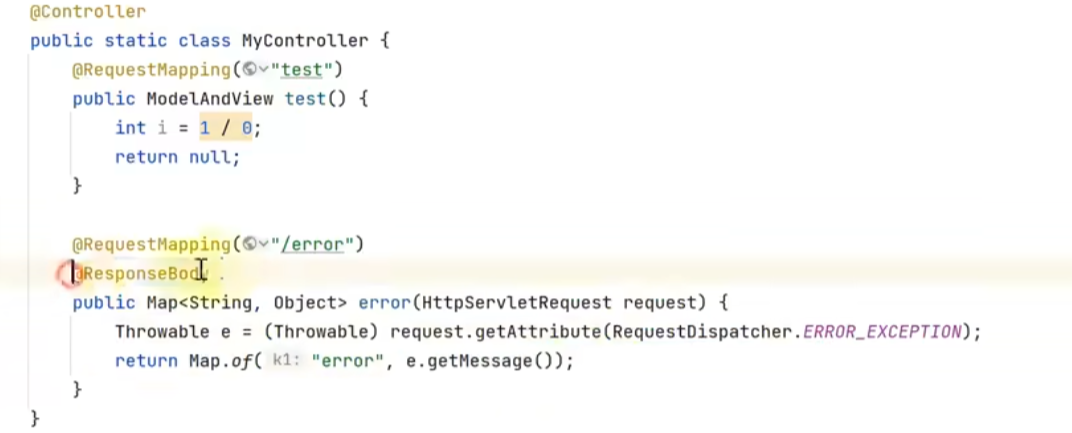 @Controller
public static class MyController {
@RequestMapping("test")
public ModelAndView test() {
int i = 1 / 0;
return null;
}
@RequestMapping("/error")
@ResponseBody
public Map<String, Object> error(HttpServletRequest request) {
Throwable e = (Throwable) request.getAttribute(RequestDispatcher.ERROR_EXCEPTION);
return Map.of( k1: "error", e.getMessage());
}
}